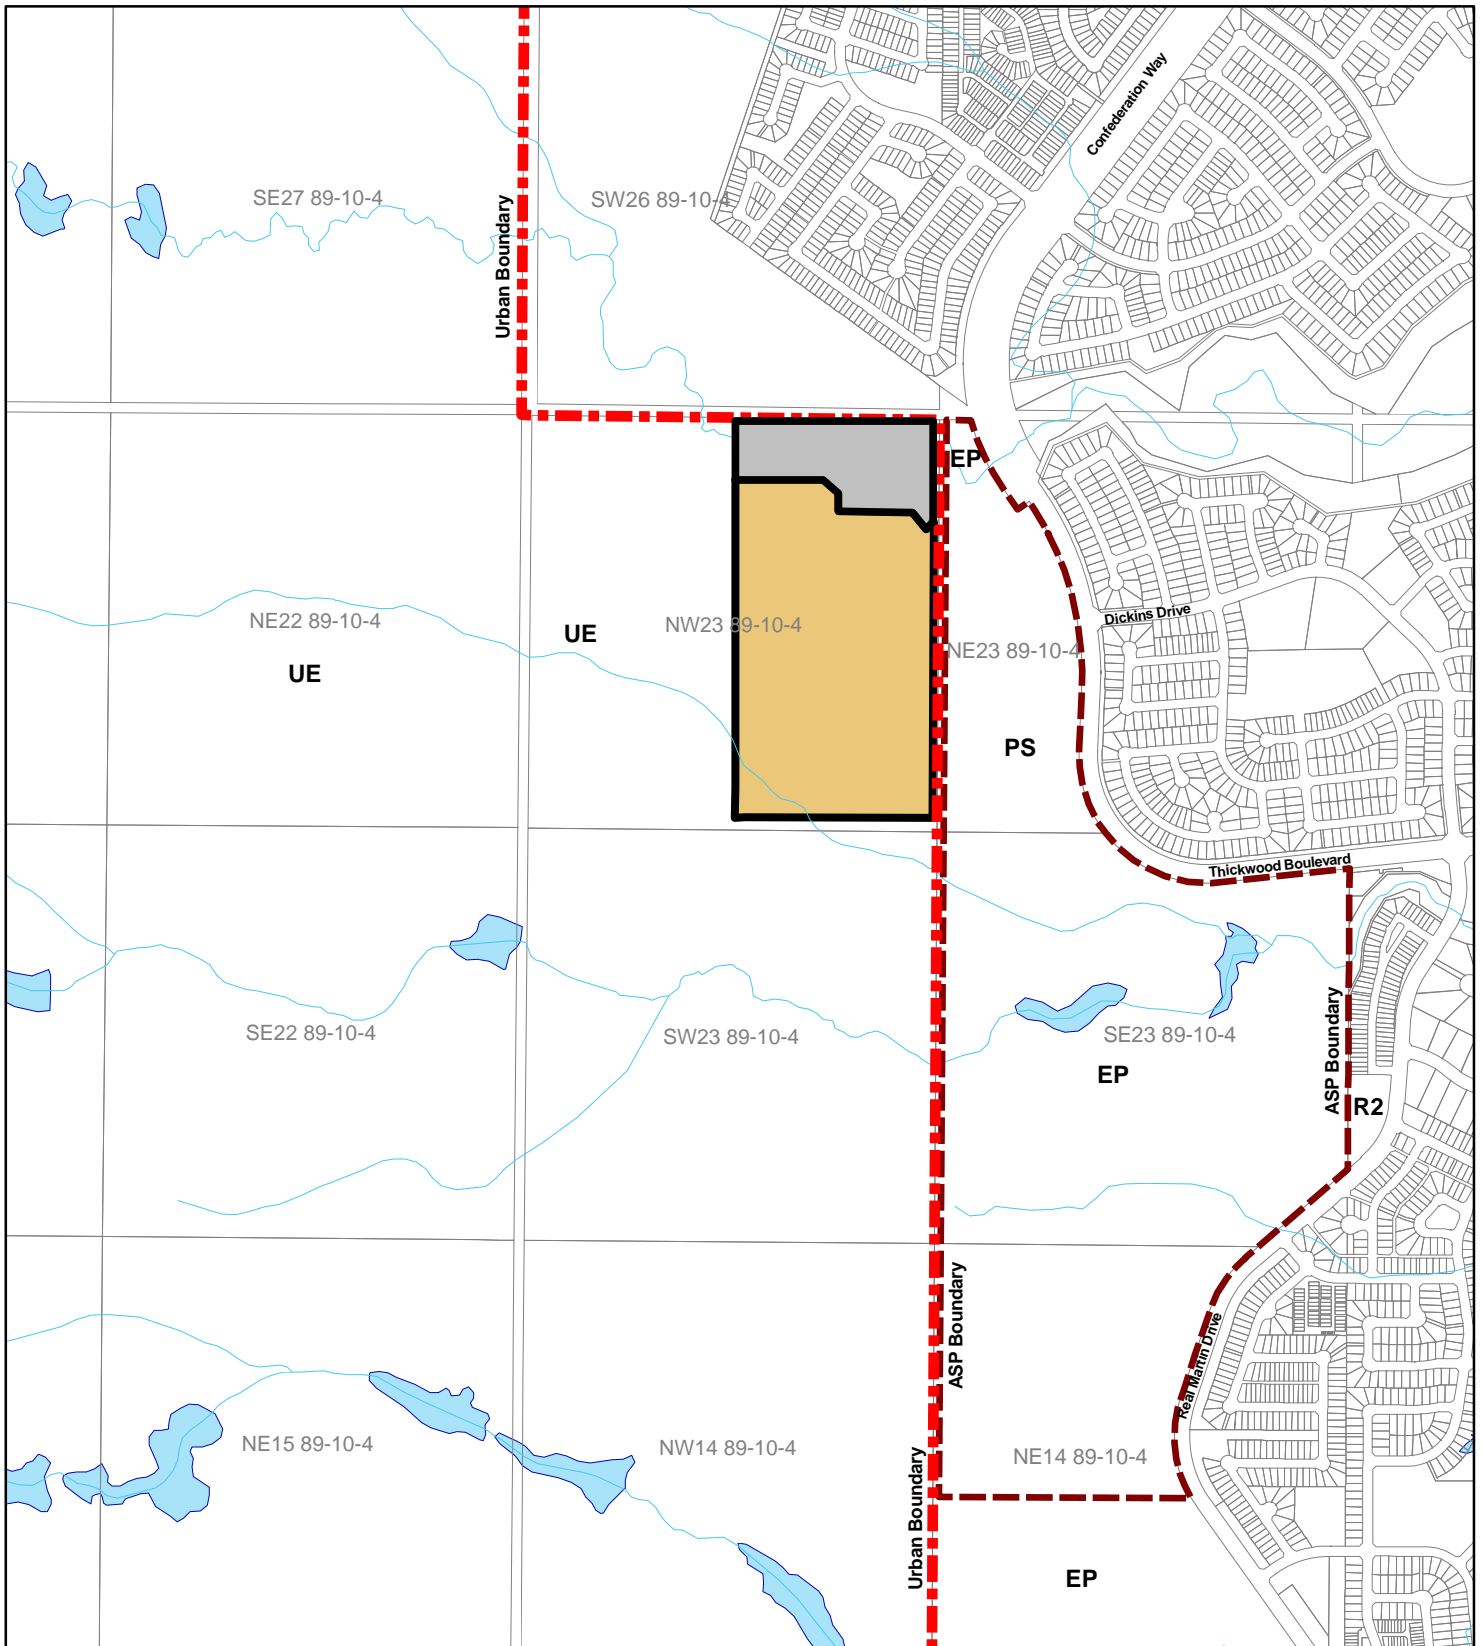 Confederation Way
SE27 89-10-4
SW26 89-10-4
Urban Boundary
EP
Dickins Drive
NE22 89-10-4
UE
NW23 89-10-4
NE23 89-10-4
UE
PS
Thickwood Boulevard
SE22 89-10-4
SW23 89-10-4
SE23 89-10-4
ASP Boundary
EP
R2
ASP Boundary
Real Martin Drive
NE15 89-10-4
NW14 89-10-4
NE14 89-10-4
Urban Boundary
EP